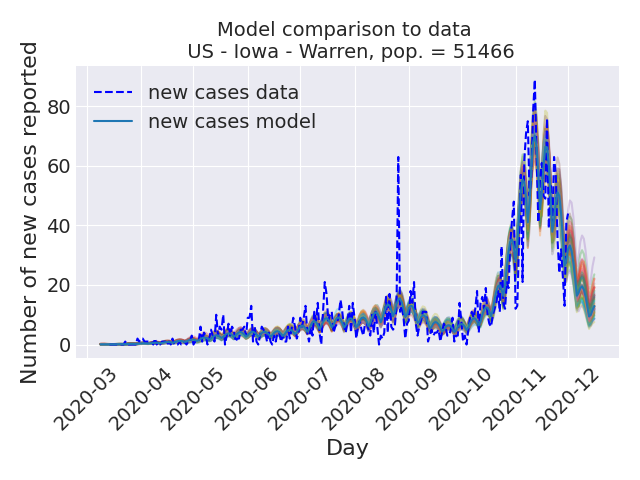 Model comparison to data
US - Iowa - Warren, pop. = 51466
Number of new cases reported
80
60
40
20
0
new cases data
new cases model
2020-03
2020-04
2020-05
2020-06
2020-07
2020-08
2020-09
2020-10
2020-11
2020-12
Day